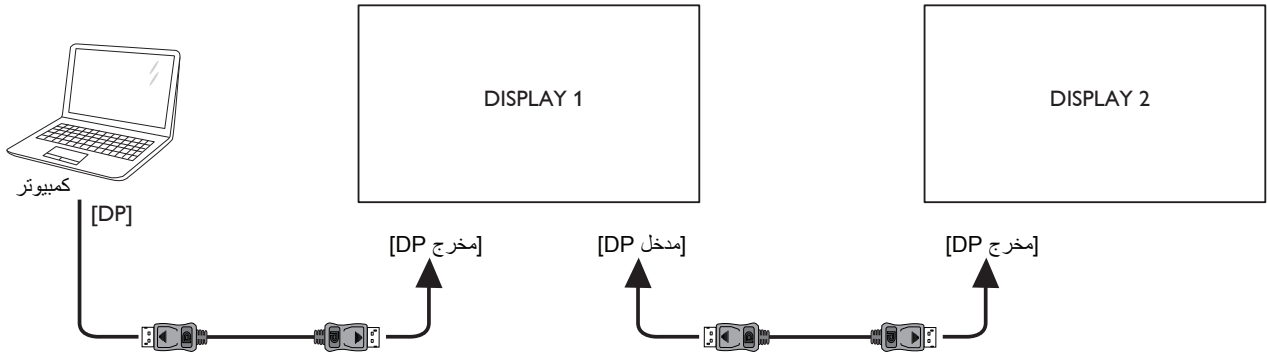 DISPLAY 1
DISPLAY 2
كمبيوتر
[DP]
[مخرج DP]
[مدخل DP]
[مخرج DP]